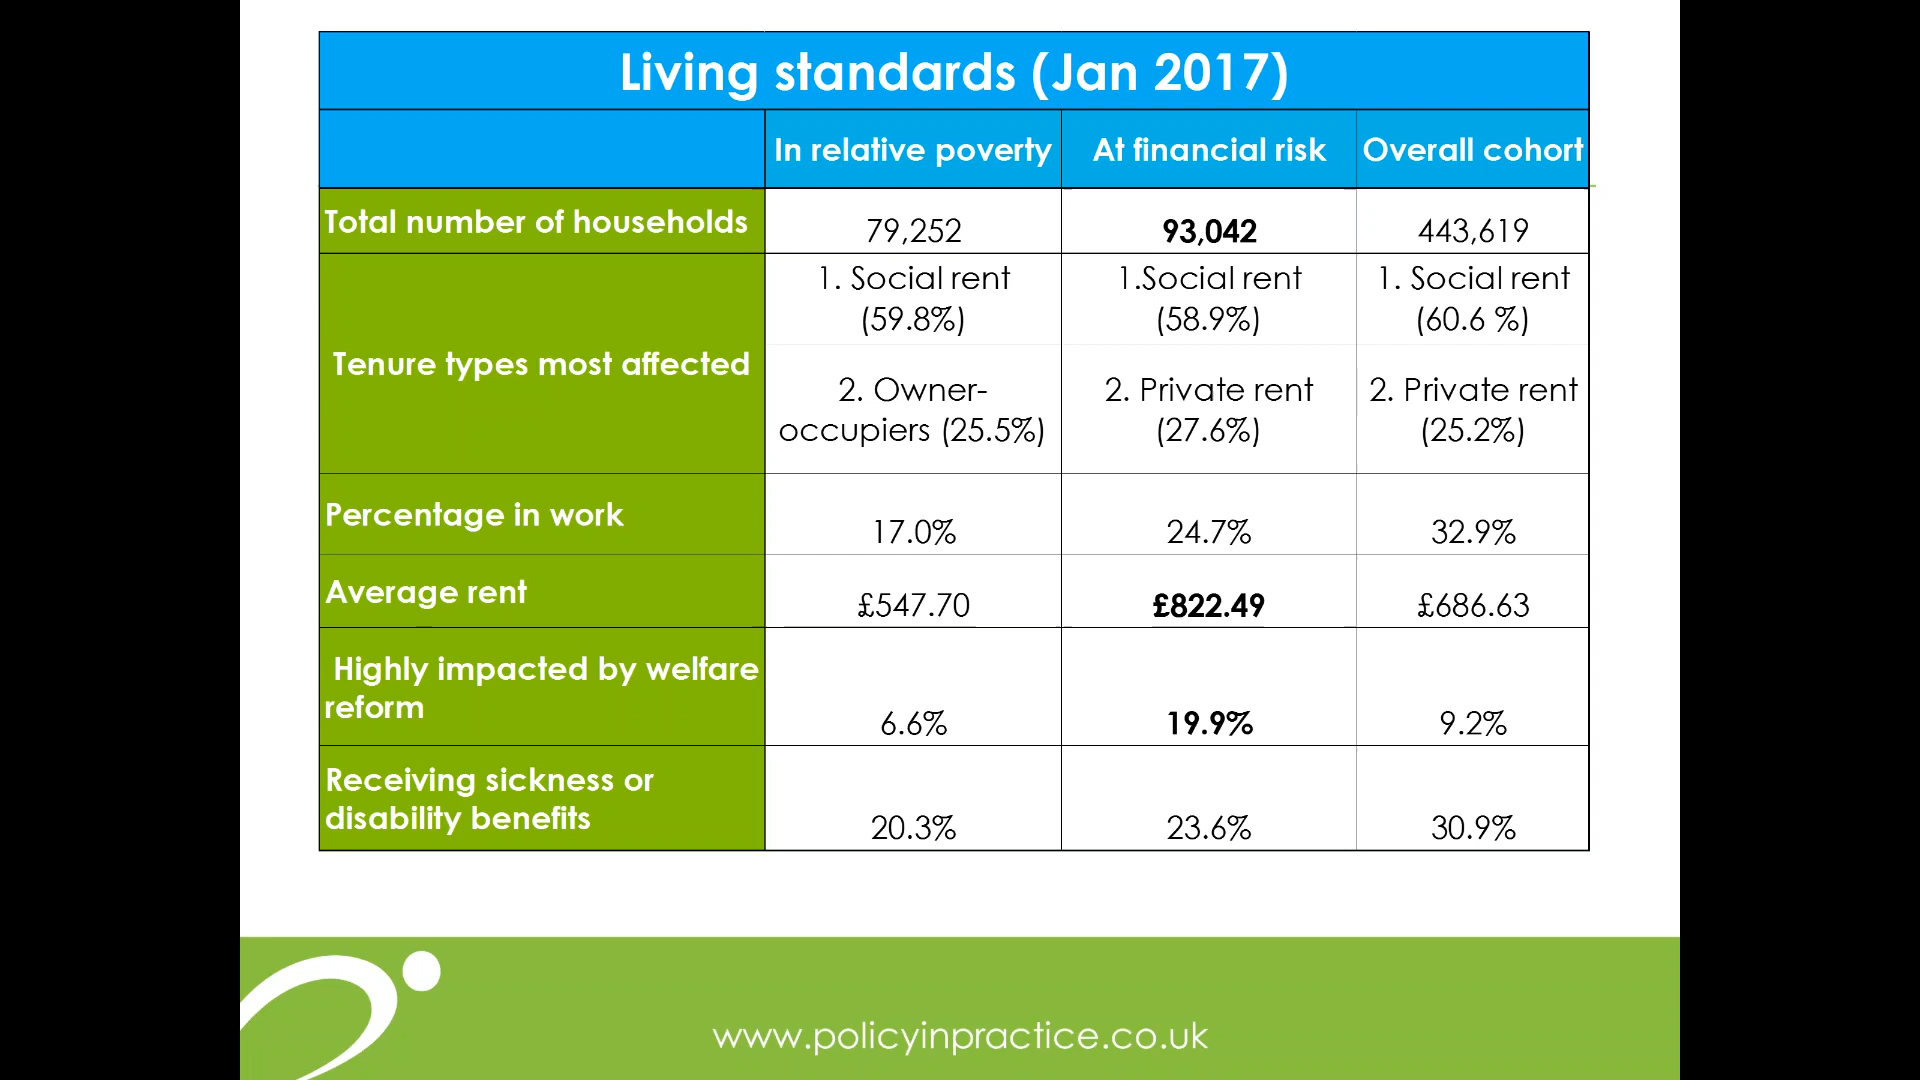 Living standards (Jan 2017)
In relative poverty At financial risk Overall cohort
Total number of households 79,252 93,042 443,619
Tenure types most affected
1. Social rent (59.8%) 1.Social rent (58.9%) 1. Social rent (60.6 %)
2. Owner-occupiers (25.5%) 2. Private rent (27.6%) 2. Private rent (25.2%)
Percentage in work 17.0% 24.7% 32.9%
Average rent £547.70 £822.49 £686.63
Highly impacted by welfare reform 6.6% 19.9% 9.2%
Receiving sickness or disability benefits 20.3% 23.6% 30.9%
www.policyinpractice.co.uk